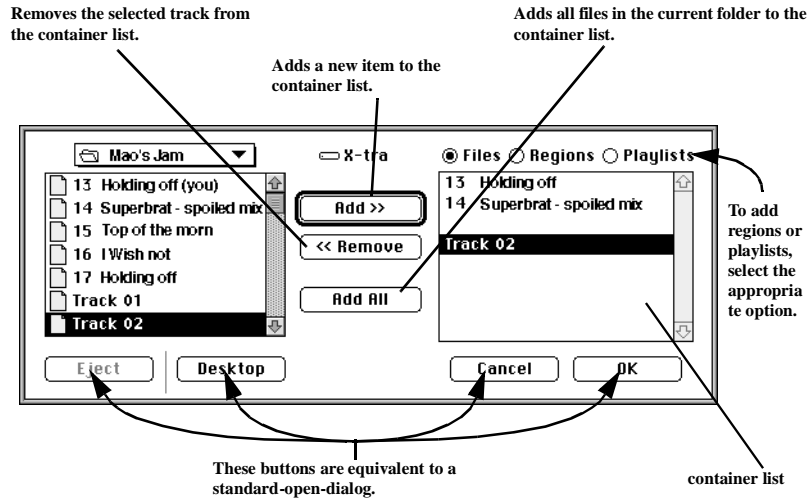 Removes the selected track from
the container list.
Adds all files in the current folder to the
container list.
Adds a new item to the
container list.
Mao's Jam
X-tra
Files Regions Playlists
13 Holding off (you)
14 Superbrat - spoiled mix
15 Top of the morn
16 I Wish not
17 Holding off
Track 01
Track 02
Add >>
<< Remove
Add All
13 Holding off
14 Superbrat - spoiled mix
Track 02
To add
regions or
playlists,
select the
appropria
te option.
Eject
Desktop
Cancel
OK
These buttons are equivalent to a
standard-open-dialog.
container list